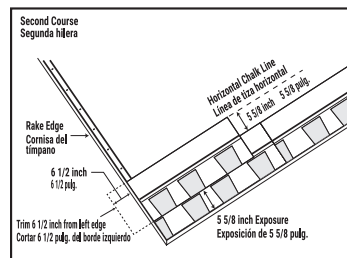 Second Course
Segunda hilera
Horizontal Chalk Line
Línea de tiza horizontal
5 5/8 inch 5 5/8 pulg.
Rake Edge
Cornisa del
tímpano
6 1/2 inch
6 1/2 pulg.
Trim 6 1/2 inch from left edge
Cortar 6 1/2 pulg. del borde izquierdo
5 5/8 inch Exposure
Exposición de 5 5/8 pulg.